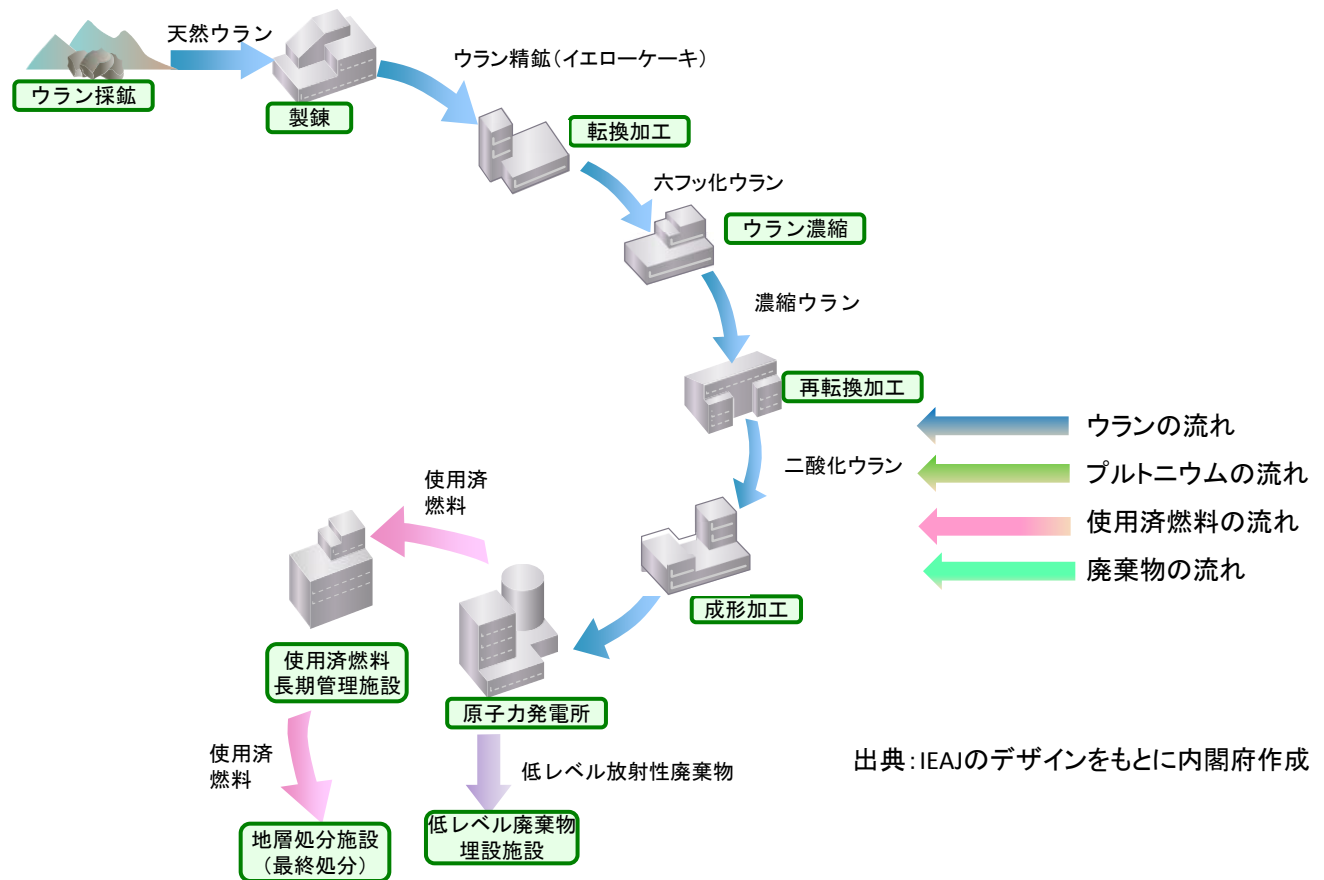 天然ウラン
ウラン採鉱
製錬
ウラン精鉱(イエローケーキ)
転換加工
六フッ化ウラン
ウラン濃縮
濃縮ウラン
再転換加工
ウランの流れ
プルトニウムの流れ
使用済燃料の流れ
廃棄物の流れ
二酸化ウラン
成形加工
使用済
燃料
使用済燃料
長期管理施設
原子力発電所
使用済
燃料
低レベル放射性廃棄物
地層処分施設
(最終処分)
低レベル廃棄物
埋設施設
出典:IEAJのデザインをもとに内閣府作成